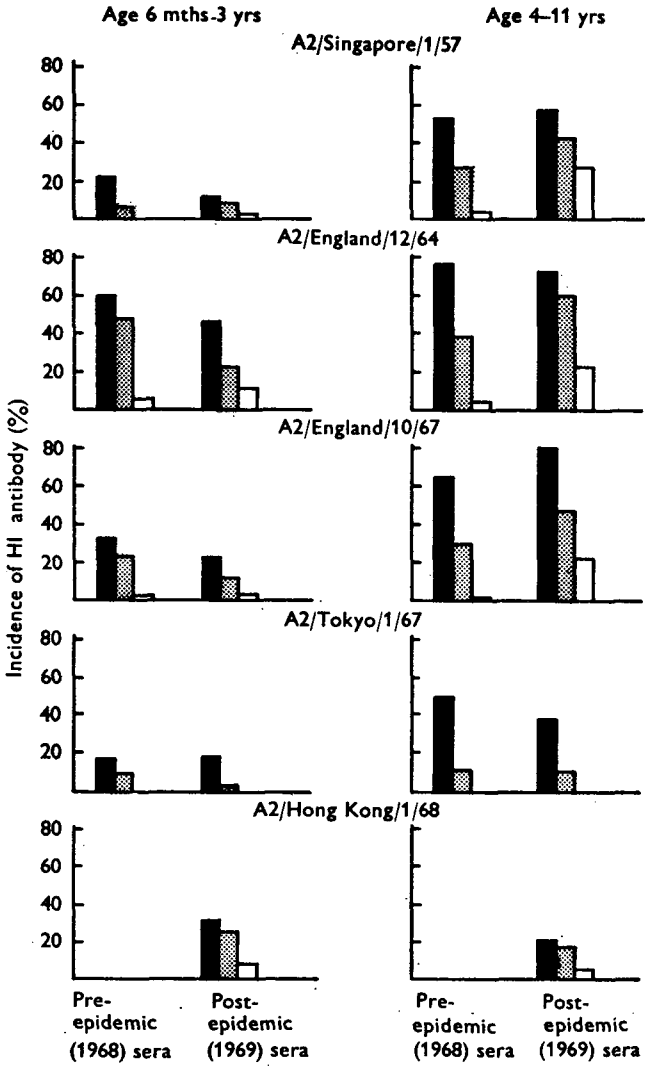 Age 6 mths-3 yrs
Age 4–11 yrs
A2/Singapore/1/57
80
60
40
20
A2/England/12/64
80
60
40
20
A2/England/10/67
80
60
40
20
A2/Tokyo/1/67
80
60
40
20
A2/Hong Kong/1/68
80
60
40
20
Incidence of HI antibody (%)
Pre-
epidemic
(1968) sera
Post-
epidemic
(1969) sera
Pre-
epidemic
(1968) sera
Post-
epidemic
(1969) sera